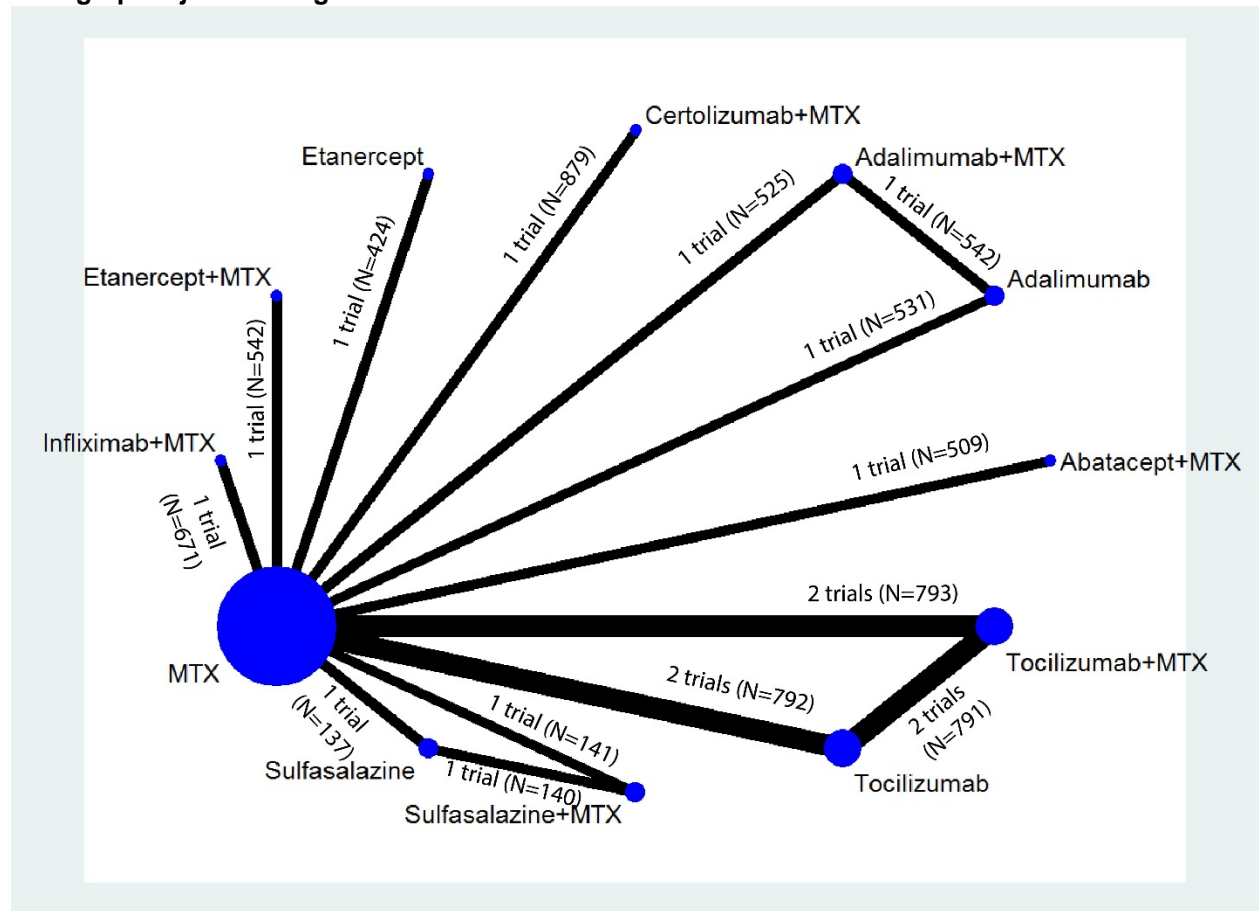 Certolizumab+MTX
Etanercept
Adalimumab+MTX
1 trial (N=879)
1 trial (N=525)
1 trial (N=542)
1 trial (N=424)
Etanercept+MTX
Adalimumab
1 trial (N=542)
1 trial (N=531)
Infliximab+MTX
1 trial (N=509)
Abatacept+MTX
1 trial
(N=671)
2 trials (N=793)
MTX
Tocilizumab+MTX
2 trials (N=792)
2 trials
(N=791)
1 trial
(N=137)
1 trial (N=141)
Sulfasalazine
1 trial (N=140)
Tocilizumab
Sulfasalazine+MTX